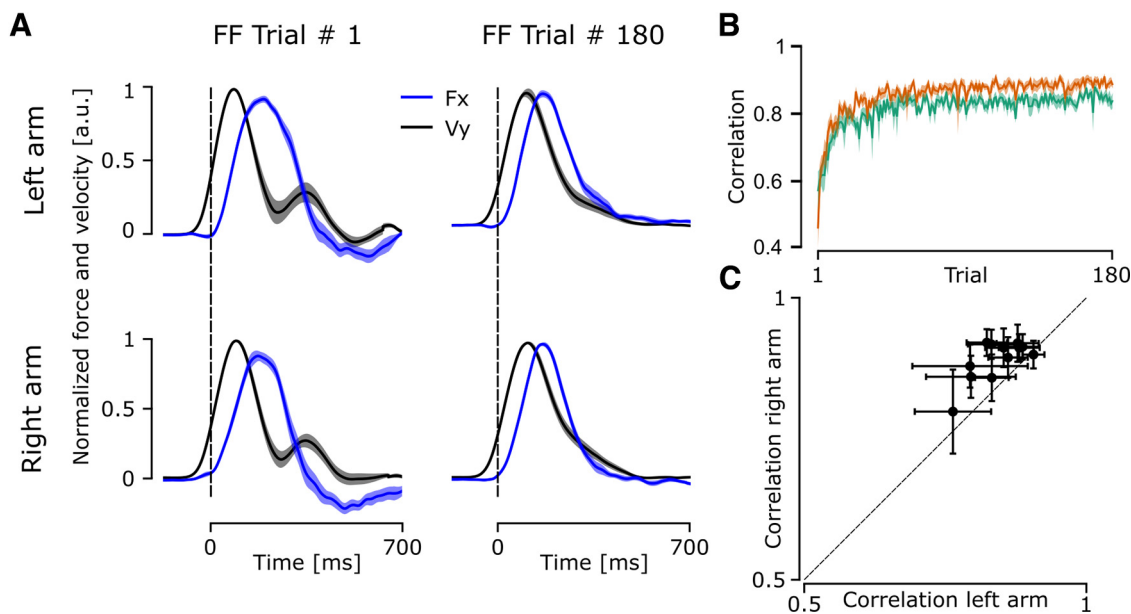 A
FF Trial # 1
FF Trial # 180
Left arm
Right arm
Normalized force and velocity [a.u.]
1
0.5
0
Fx
Vy
1
0.5
0
0
700
Time [ms]
0
700
Time [ms]
B
Correlation
1
0.8
0.6
0.4
1
Trial
180
C
Correlation right arm
1
0.5
0.5
Correlation left arm
1